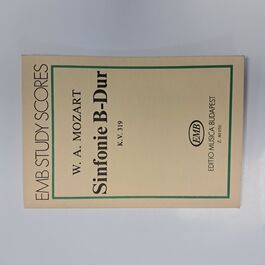 EMB STUDY SCORES
W. A. MOZART
Sinfonie B-Dur
K. V. 319
EMB
EDITIO MUSICA BUDAPEST